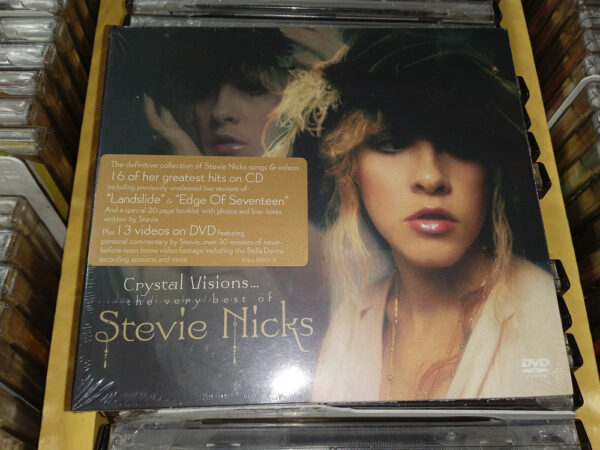 The definitive collection of Stevie Nicks songs & videos
16 of her greatest hits on CD
including previously unreleased live versions of
"Landslide" & "Edge Of Seventeen"
And a special 20-page booklet with photos and liner notes
written by Stevie
Plus 13 videos on DVD featuring
personal commentary by Stevie, over 30 minutes of never-
before-seen home video footage including the Bella Donna
recording sessions and more
Crystal Visions...
the very best of
Stevie Nicks
DVD